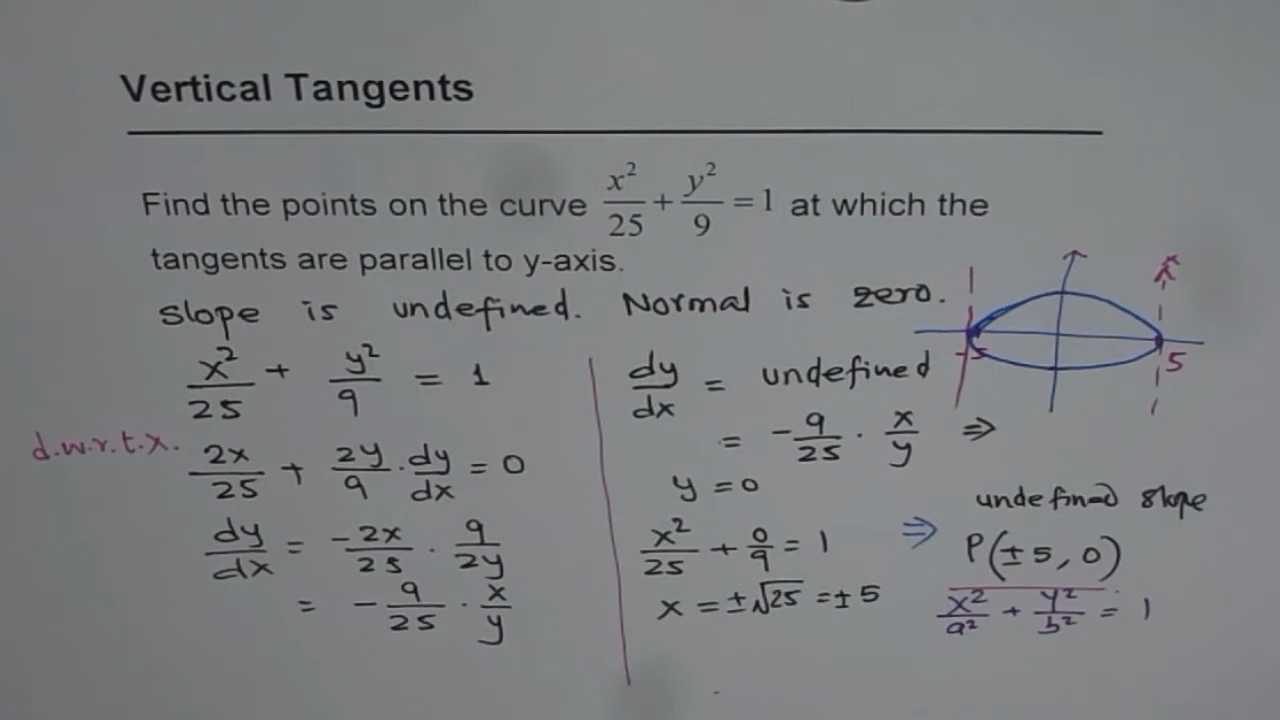 Vertical Tangents
Find the points on the curve x²/25 + y²/9 = 1 at which the
tangents are parallel to y-axis.
slope is undefined. Normal is zero.
x²/25 + y²/9 = 1
d.w.r.t.x. 2x/25 + 2y/9 . dy/dx = 0
dy/dx = -2x/25 . 9/2y
= -9/25 . x/y
dy/dx = undefined
= -9/25 . x/y ⇒
y = 0
x²/25 + 0/9 = 1 ⇒
x = ±√25 = ±5
-5
5
undefined slope
P(±5, 0)
x²/a² + y²/b² = 1